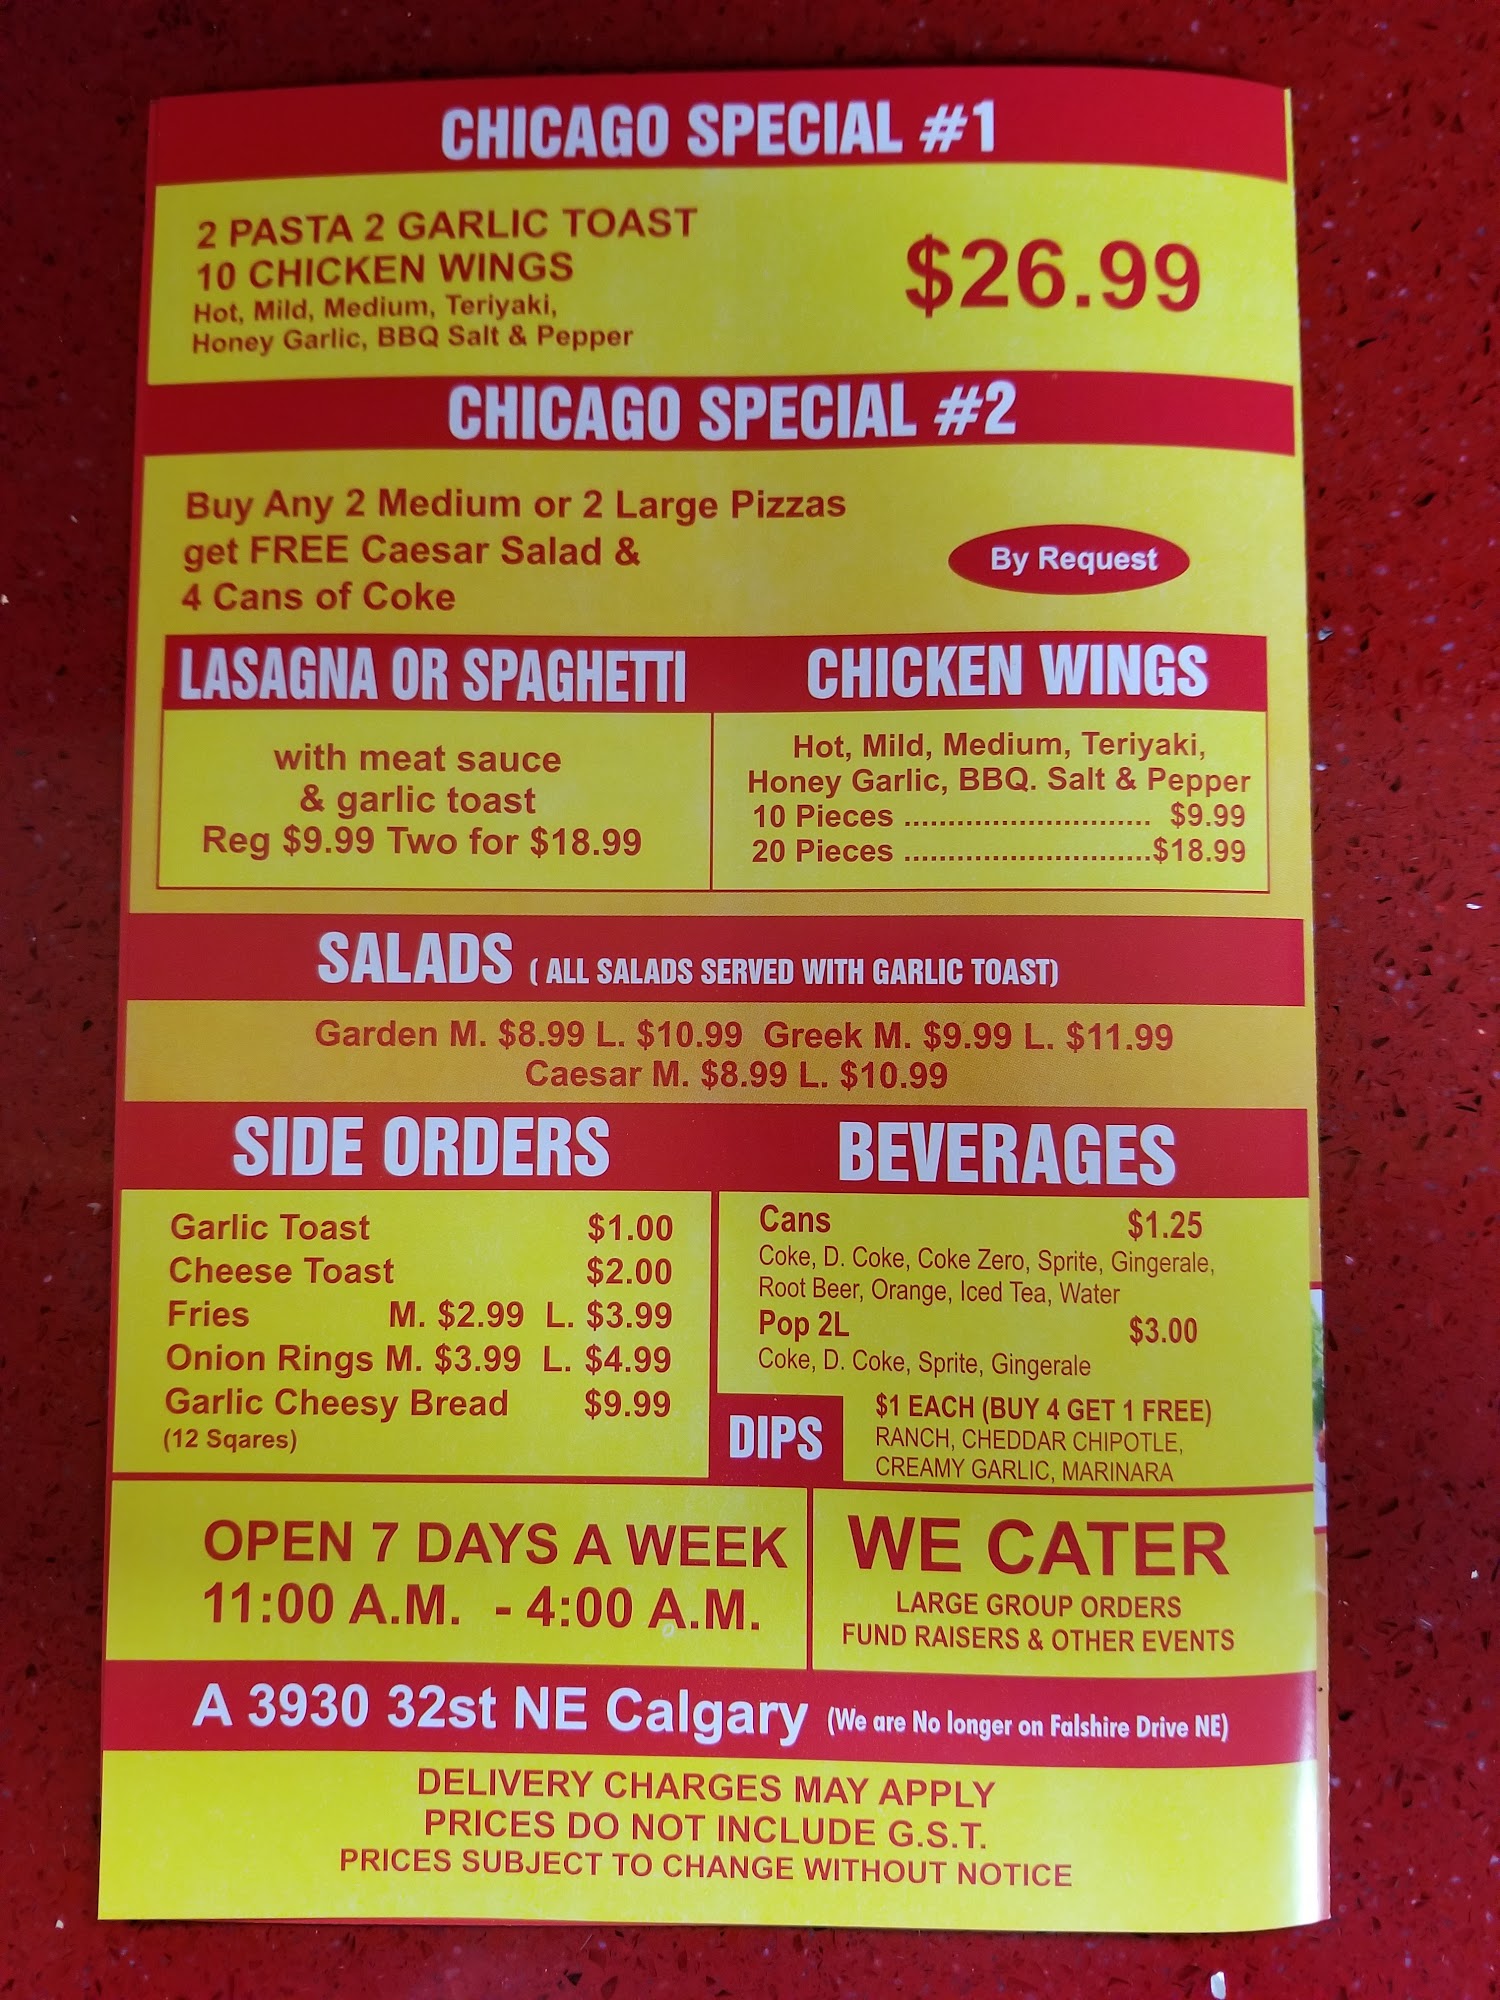 CHICAGO SPECIAL #1
2 PASTA 2 GARLIC TOAST
10 CHICKEN WINGS
Hot, Mild, Medium, Teriyaki,
Honey Garlic, BBQ Salt & Pepper
$26.99
CHICAGO SPECIAL #2
Buy Any 2 Medium or 2 Large Pizzas
get FREE Caesar Salad &
4 Cans of Coke
By Request
LASAGNA OR SPAGHETTI
with meat sauce
& garlic toast
Reg $9.99 Two for $18.99
CHICKEN WINGS
Hot, Mild, Medium, Teriyaki,
Honey Garlic, BBQ. Salt & Pepper
10 Pieces ............................ $9.99
20 Pieces ............................$18.99
SALADS ( ALL SALADS SERVED WITH GARLIC TOAST)
Garden M. $8.99 L. $10.99 Greek M. $9.99 L. $11.99
Caesar M. $8.99 L. $10.99
SIDE ORDERS
Garlic Toast $1.00
Cheese Toast $2.00
Fries M. $2.99 L. $3.99
Onion Rings M. $3.99 L. $4.99
Garlic Cheesy Bread $9.99
(12 Sqares)
BEVERAGES
Cans $1.25
Coke, D. Coke, Coke Zero, Sprite, Gingerale,
Root Beer, Orange, Iced Tea, Water
Pop 2L $3.00
Coke, D. Coke, Sprite, Gingerale
DIPS
$1 EACH (BUY 4 GET 1 FREE)
RANCH, CHEDDAR CHIPOTLE,
CREAMY GARLIC, MARINARA
OPEN 7 DAYS A WEEK
11:00 A.M. - 4:00 A.M.
WE CATER
LARGE GROUP ORDERS
FUND RAISERS & OTHER EVENTS
A 3930 32st NE Calgary (We are No longer on Falshire Drive NE)
DELIVERY CHARGES MAY APPLY
PRICES DO NOT INCLUDE G.S.T.
PRICES SUBJECT TO CHANGE WITHOUT NOTICE